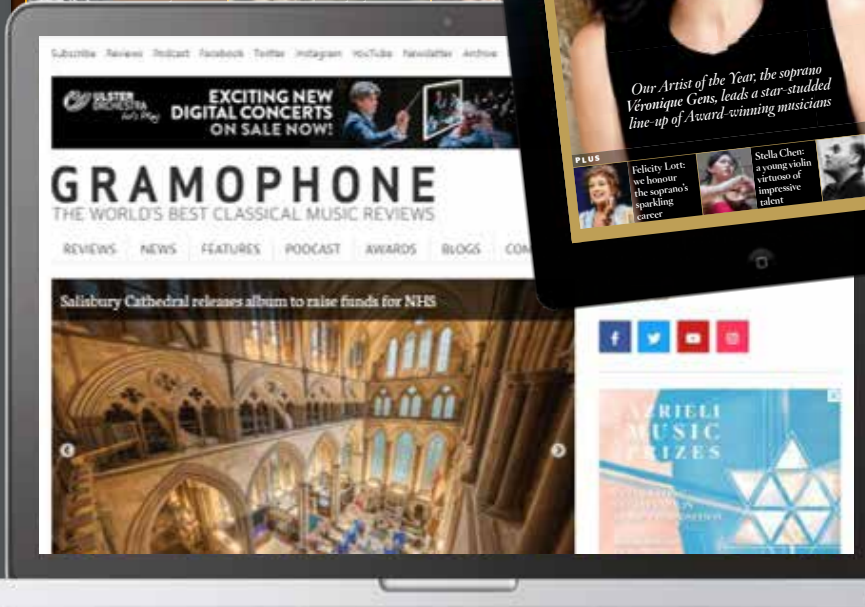 Subscribe Reviews Podcast Facebook Twitter Instagram YouTube Newsletter Archive
ULSTER ORCHESTRA
EXCITING NEW
DIGITAL CONCERTS
ON SALE NOW!
GRAMOPHONE
THE WORLD'S BEST CLASSICAL MUSIC REVIEWS
REVIEWS NEWS FEATURES PODCAST AWARDS BLOGS
Salisbury Cathedral releases album to raise funds for NHS
Our Artist of the Year, the soprano
Véronique Gens, leads a star-studded
line-up of Award-winning musicians
PLUS
Felicity Lott:
we honour
the soprano's
sparkling
career
Stella Chen:
a young violin
virtuoso of
impressive
talent
AZRIELI
MUSIC
PRIZES